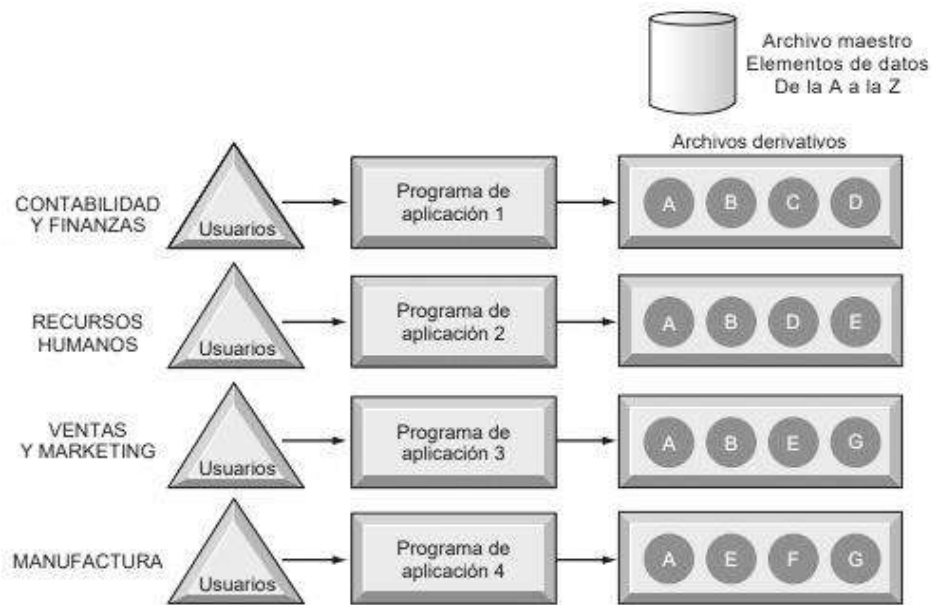 Archivo maestro
Elementos de datos
De la A a la Z
Archivos derivativos
CONTABILIDAD
Y FINANZAS
Usuarios
Programa de
aplicación 1
A B C D
RECURSOS
HUMANOS
Usuarios
Programa de
aplicación 2
A B D E
VENTAS
Y MARKETING
Usuarios
Programa de
aplicación 3
A B E G
MANUFACTURA
Usuarios
Programa de
aplicación 4
A E F G